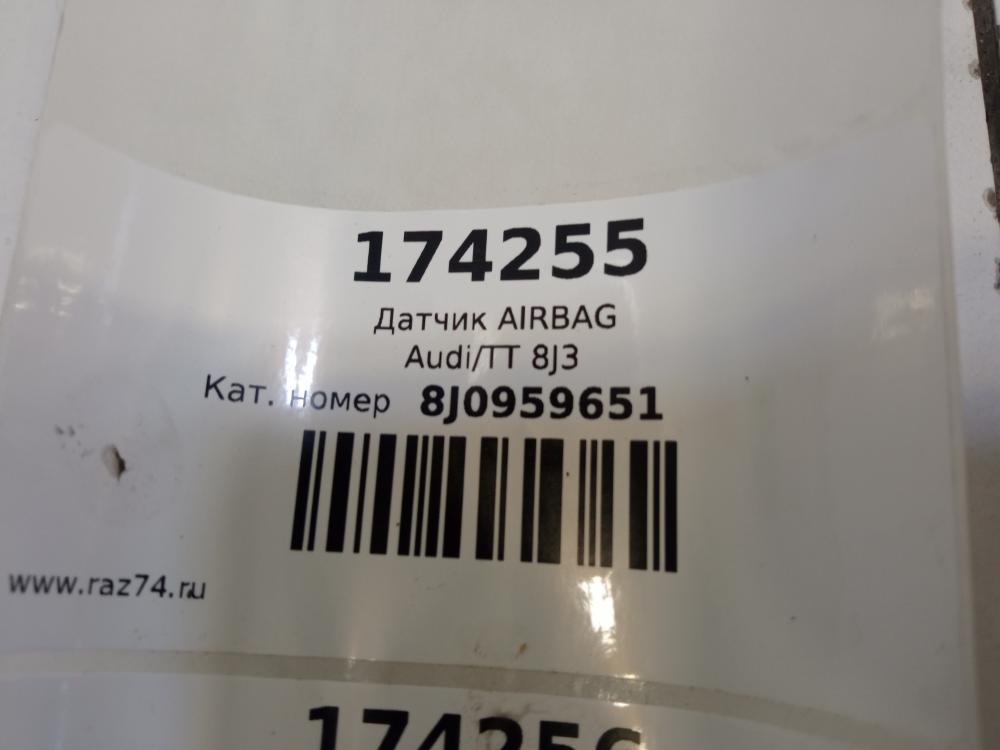 174255
Датчик AIRBAG
Audi/TT 8J3
Кат. номер 8J0959651
www.raz74.ru